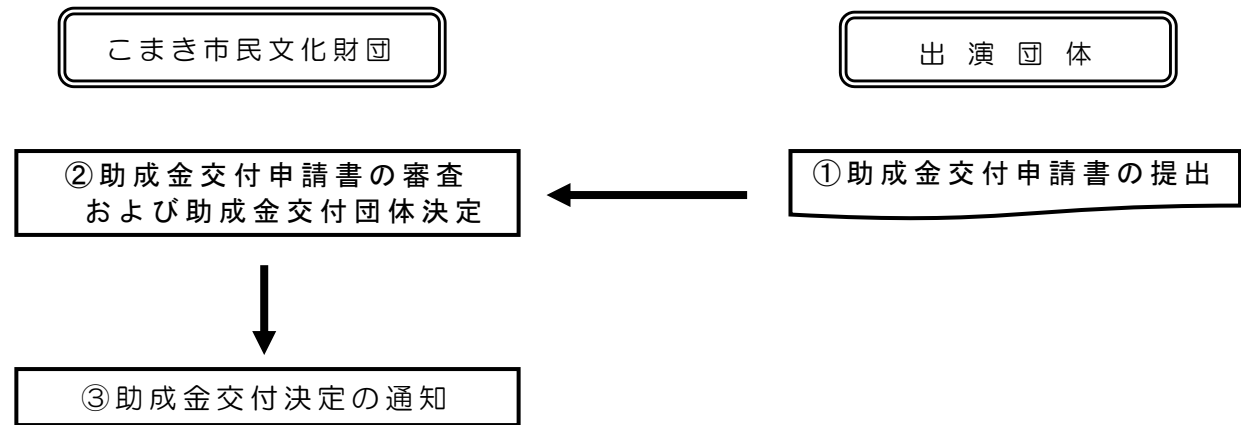 こまき市民文化財団
出演団体
②助成金交付申請書の審査
および助成金交付団体決定
①助成金交付申請書の提出
③助成金交付決定の通知